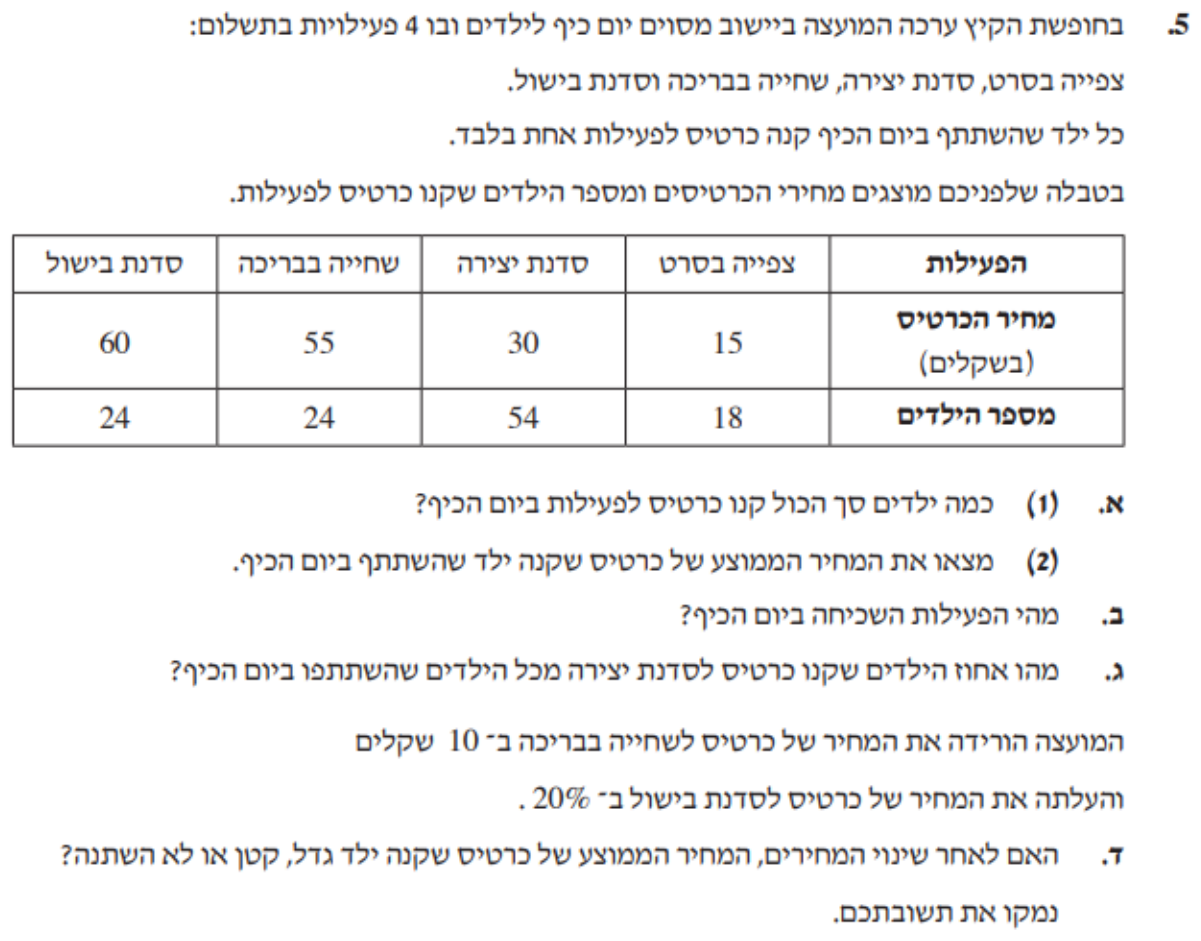 5. בחופשת הקיץ ערכה המועצה ביישוב מסוים יום כיף לילדים ובו 4 פעילויות בתשלום:
צפייה בסרט, סדנת יצירה, שחייה בבריכה וסדנת בישול.
כל ילד שהשתתף ביום הכיף קנה כרטיס לפעילות אחת בלבד.
בטבלה שלפניכם מוצגים מחירי הכרטיסים ומספר הילדים שקנו כרטיס לפעילות.
הפעילות צפייה בסרט סדנת יצירה שחייה בבריכה סדנת בישול
מחיר הכרטיס
(בשקלים) 15 30 55 60
מספר הילדים 18 54 24 24
א. (1) כמה ילדים סך הכול קנו כרטיס לפעילות ביום הכיף?
(2) מצאו את המחיר הממוצע של כרטיס שקנה ילד שהשתתף ביום הכיף.
ב. מהי הפעילות השכיחה ביום הכיף?
ג. מהו אחוז הילדים שקנו כרטיס לסדנת יצירה מכל הילדים שהשתתפו ביום הכיף?
המועצה הורידה את המחיר של כרטיס לשחייה בבריכה ב־ 10 שקלים
והעלתה את המחיר של כרטיס לסדנת בישול ב־ 20% .
ד. האם לאחר שינוי המחירים, המחיר הממוצע של כרטיס שקנה ילד גדל, קטן או לא השתנה?
נמקו את תשובתכם.